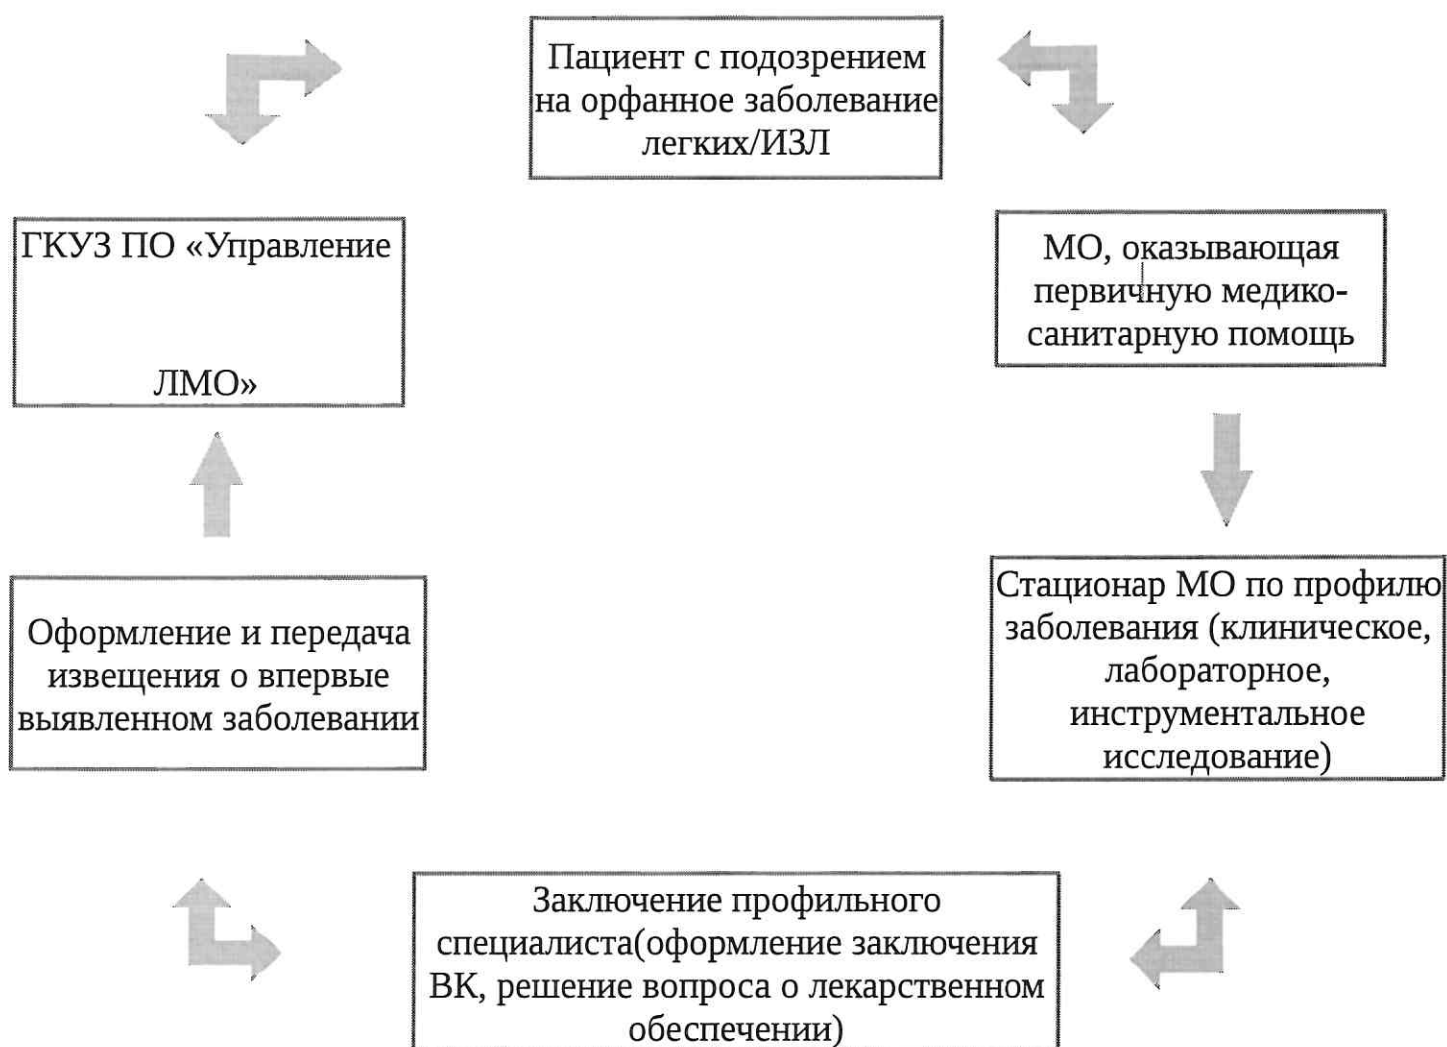 Пациент с подозрением
на орфанное заболевание
легких/ИЗЛ
МО, оказывающая
первичную медико-
санитарную помощь
Стационар МО по профилю
заболевания (клиническое,
лабораторное,
инструментальное
исследование)
Заключение профильного
специалиста(оформление заключения
ВК, решение вопроса о лекарственном
обеспечении)
Оформление и передача
извещения о впервые
выявленном заболевании
ГКУЗ ПО «Управление
ЛМО»